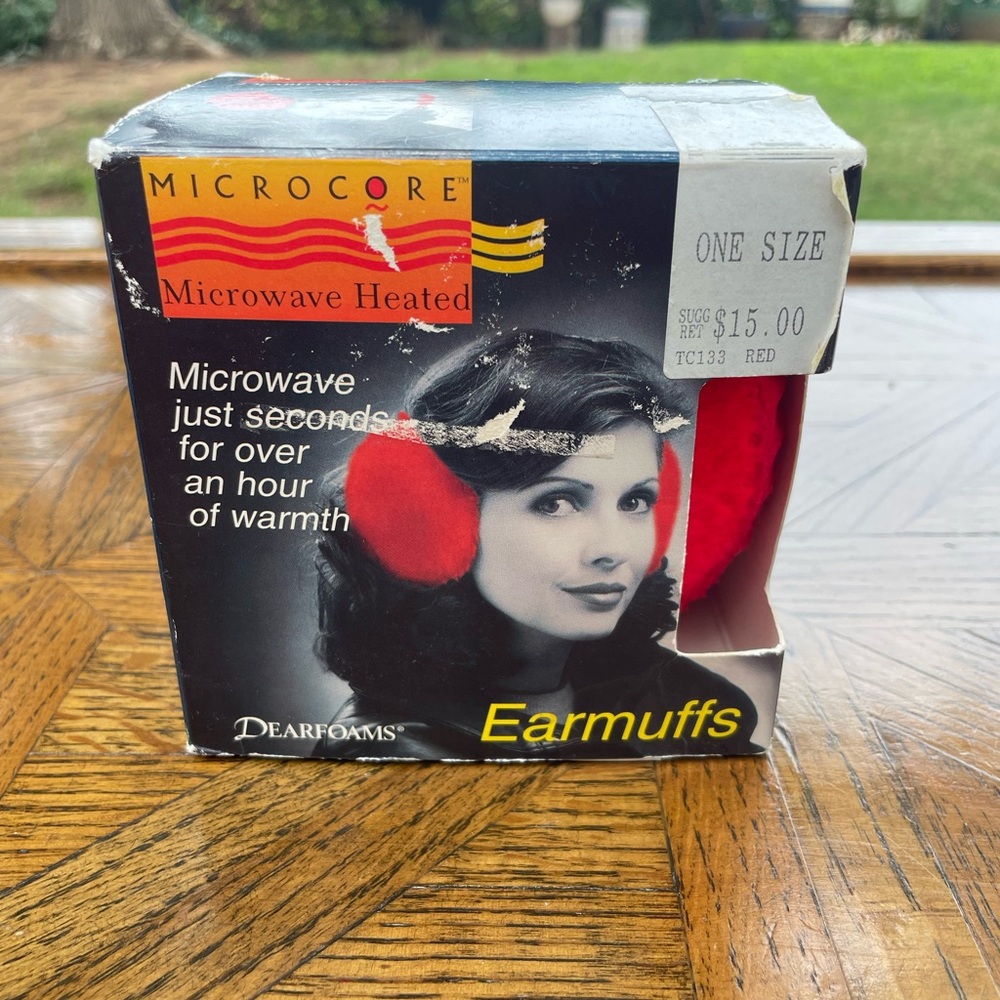 MICROCORE™
Microwave Heated
ONE SIZE
SUGG RET $15.00
TC133 RED
Microwave
just seconds
for over
an hour
of warmth
DEARFOAMS®
Earmuffs